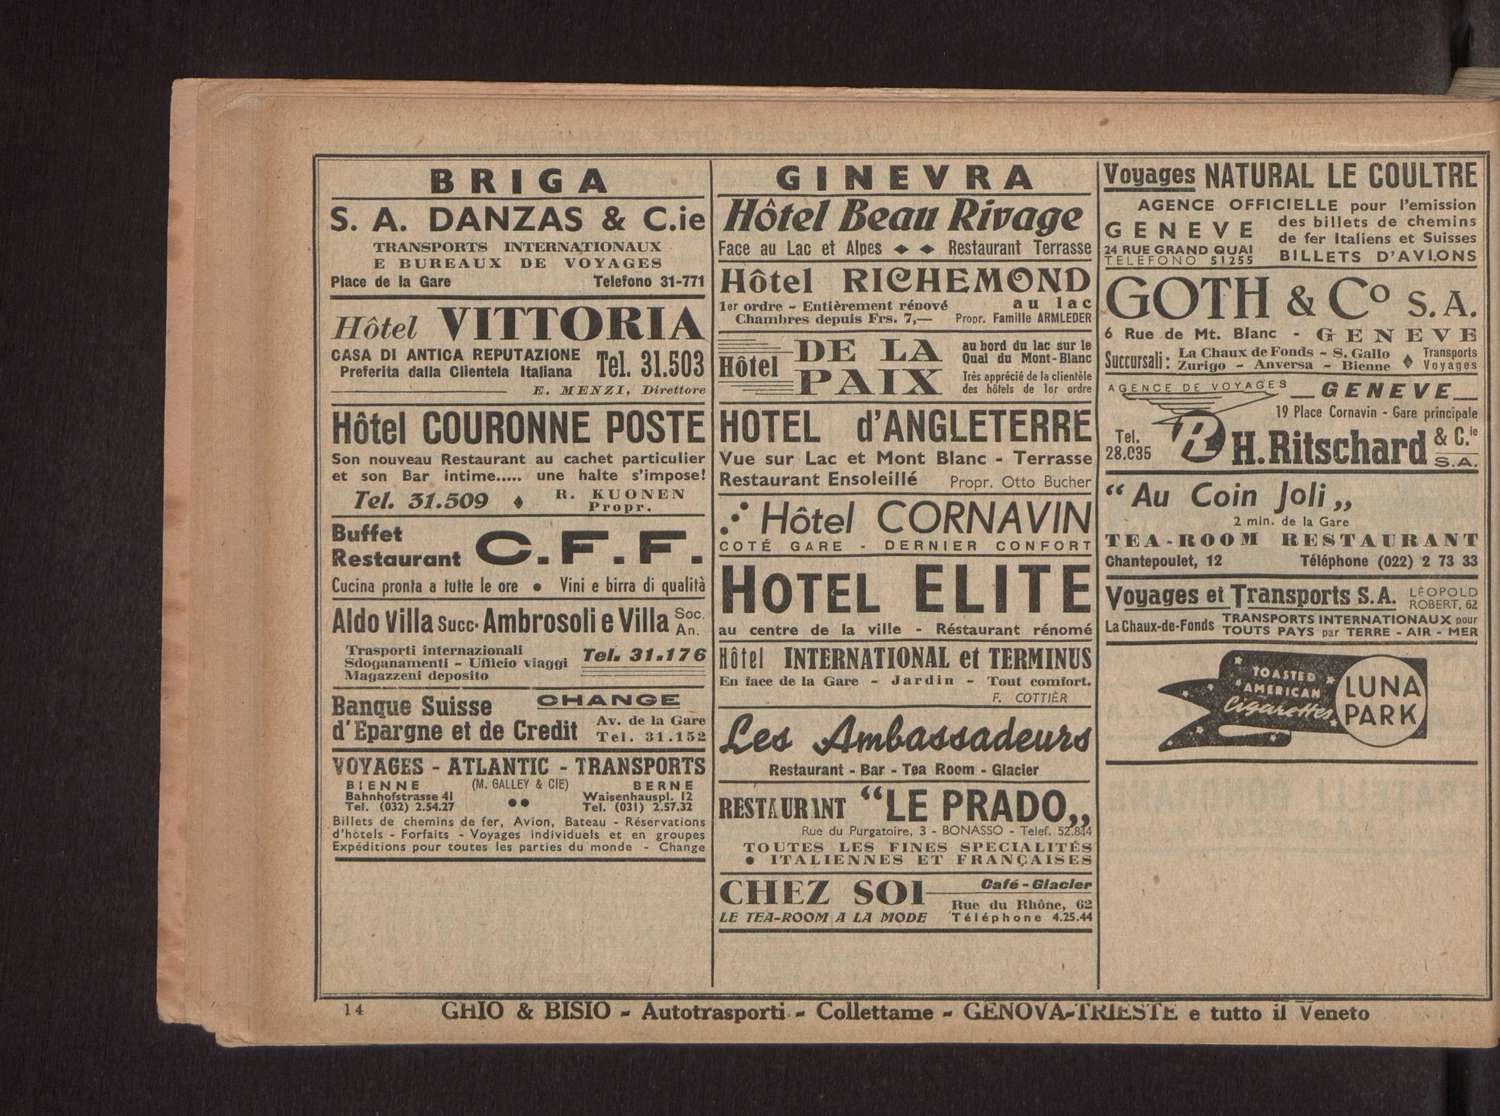 BRIGA
S. A. DANZAS & C.ie
TRANSPORTS INTERNATIONAUX
E BUREAUX DE VOYAGES
Place de la Gare Telefono 31-771
Hôtel VITTORIA
CASA DI ANTICA REPUTAZIONE
Preferita dalla Clientela Italiana
Tel. 31.503
E. MENZI, Direttore
Hôtel COURONNE POSTE
Son nouveau Restaurant au cachet particulier
et son Bar intime..... une halte s'impose!
Tel. 31.509 ♦ R. KUONEN
Propr.
Buffet
Restaurant
C.F.F.
Cucina pronta a tutte le ore ● Vini e birra di qualità
Aldo Villa Succ. Ambrosoli e Villa Soc.
An.
Trasporti internazionali
Sdoganamenti - Ufficio viaggi
Magazzeni deposito
Tel. 31.176
Banque Suisse
d'Epargne et de Credit
CHANGE
Av. de la Gare
Tel. 31.152
VOYAGES - ATLANTIC - TRANSPORTS
BIENNE (M. GALLEY & CIE) BERNE
Bahnhofstrasse 41 Waisenhauspl. 12
Tel. (032) 2.54.27 ●● Tel. (031) 2.57.32
Billets de chemins de fer, Avion, Bateau - Réservations
d'hôtels - Forfaits - Voyages individuels et en groupes
Expéditions pour toutes les parties du monde - Change
GINEVRA
Hôtel Beau Rivage
Face au Lac et Alpes ◆ ◆ Restaurant Terrasse
Hôtel RICHEMOND
1er ordre - Entièrement rénové au lac
Chambres depuis Frs. 7,— Propr. Famille ARMLEDER
Hôtel DE LA
PAIX
au bord du lac sur le
Quai du Mont-Blanc
Très apprécié de la clientèle
des hôtels de 1er ordre
HOTEL d'ANGLETERRE
Vue sur Lac et Mont Blanc - Terrasse
Restaurant Ensoleillé Propr. Otto Bucher
Hôtel CORNAVIN
COTÉ GARE - DERNIER CONFORT
HOTEL ELITE
au centre de la ville - Réstaurant rénomé
Hôtel INTERNATIONAL et TERMINUS
En face de la Gare - Jardin - Tout comfort.
F. COTTIÈR
Les Ambassadeurs
Restaurant - Bar - Tea Room - Glacier
RESTAURANT “LE PRADO„
Rue du Purgatoire, 3 - BONASSO - Telef. 52.844
TOUTES LES FINES SPECIALITÉS
● ITALIENNES ET FRANÇAISES
CHEZ SOI Café - Glacier
Rue du Rhône, 62
LE TEA-ROOM A LA MODE Téléphone 4.25.44
Voyages NATURAL LE COULTRE
AGENCE OFFICIELLE pour l'emission
GENEVE des billets de chemins
de fer Italiens et Suisses
24 RUE GRAND QUAI
TELEFONO 51255 BILLETS D'AVIONS
GOTH & Co S.A.
6 Rue de Mt. Blanc - GENEVE
Succursali: La Chaux de Fonds - S. Gallo
Zurigo - Anversa - Bienne ♦ Transports
Voyages
AGENCE DE VOYAGES GENEVE
19 Place Cornavin - Gare principale
Tel.
28.035
R H. Ritschard & C.ie
S.A.
“Au Coin Joli„
2 min. de la Gare
TEA-ROOM RESTAURANT
Chantepoulet, 12 Téléphone (022) 2 73 33
Voyages et Transports S.A. LÉOPOLD
ROBERT, 62
La Chaux-de-Fonds TRANSPORTS INTERNATIONAUX pour
TOUTS PAYS par TERRE - AIR - MER
TOASTED
AMERICAN
Cigarettes
LUNA
PARK
14 GHIO & BISIO - Autotrasporti - Collettame - GENOVA-TRIESTE e tutto il Veneto